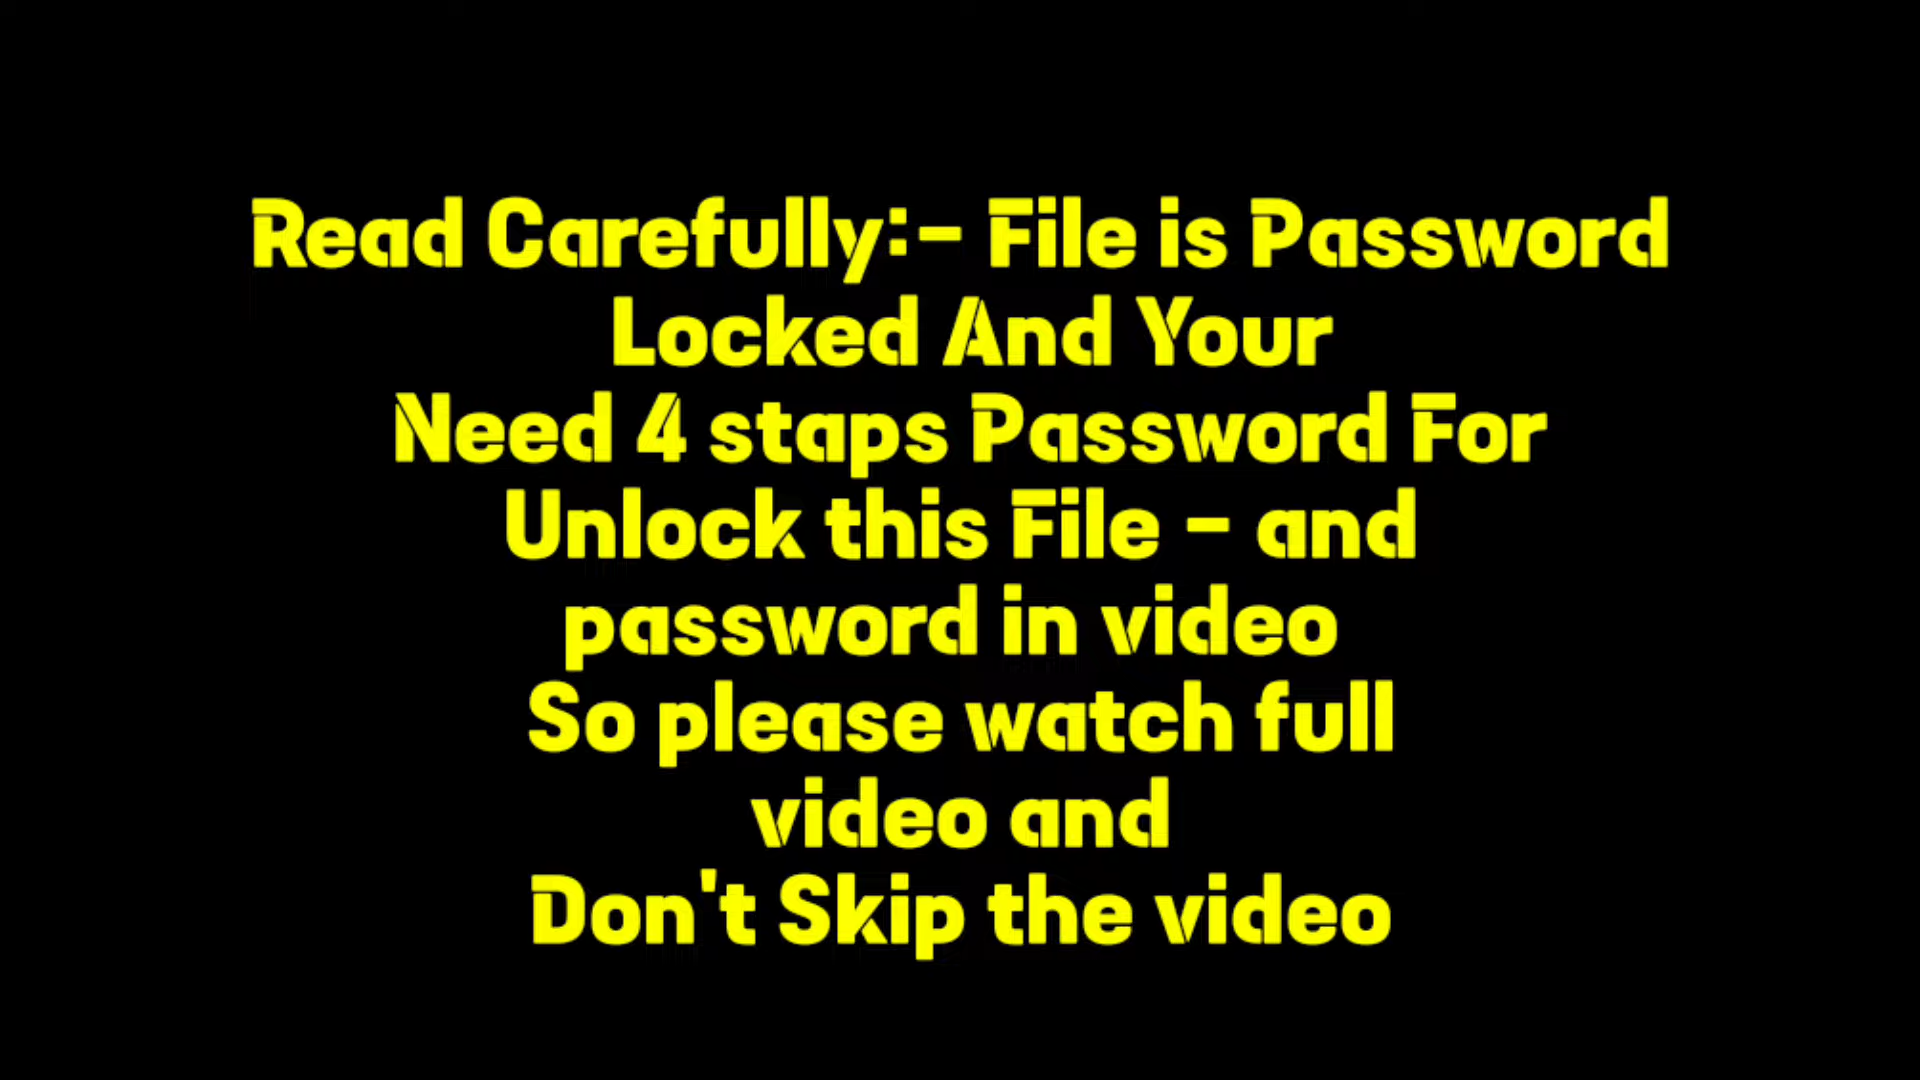 Read Carefully:- File is Password
Locked And Your
Need 4 staps Password For
Unlock this File - and
password in video
So please watch full
video and
Don't Skip the video